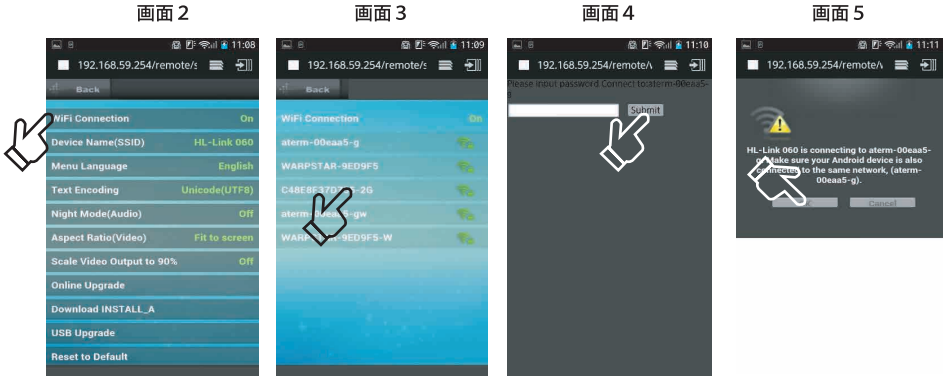 画面2
11:08
192.168.59.254/remote/s
Back
WiFi Connection On
Device Name(SSID) HL-Link 060
Menu Language English
Text Encoding Unicode(UTF8)
Night Mode(Audio) Off
Aspect Ratio(Video) Fit to screen
Scale Video Output to 90% Off
Online Upgrade
Download INSTALL_A
USB Upgrade
Reset to Default
画面3
11:09
192.168.59.254/remote/s
Back
WiFi Connection On
aterm-00eaa5-g
WARPSTAR-9ED9F5
aterm-00eaa5-gw
WARPSTAR-9ED9F5-W
画面4
11:10
192.168.59.254/remote/\
Please input password.Connect to:aterm-00eaa5-
g
Submit
画面5
11:11
192.168.59.254/remote/\
HL-Link 060 is connecting to aterm-00eaa5-
g. Make sure your Android device is also
connected to the same network, (aterm-
00eaa5-g).
Cancel